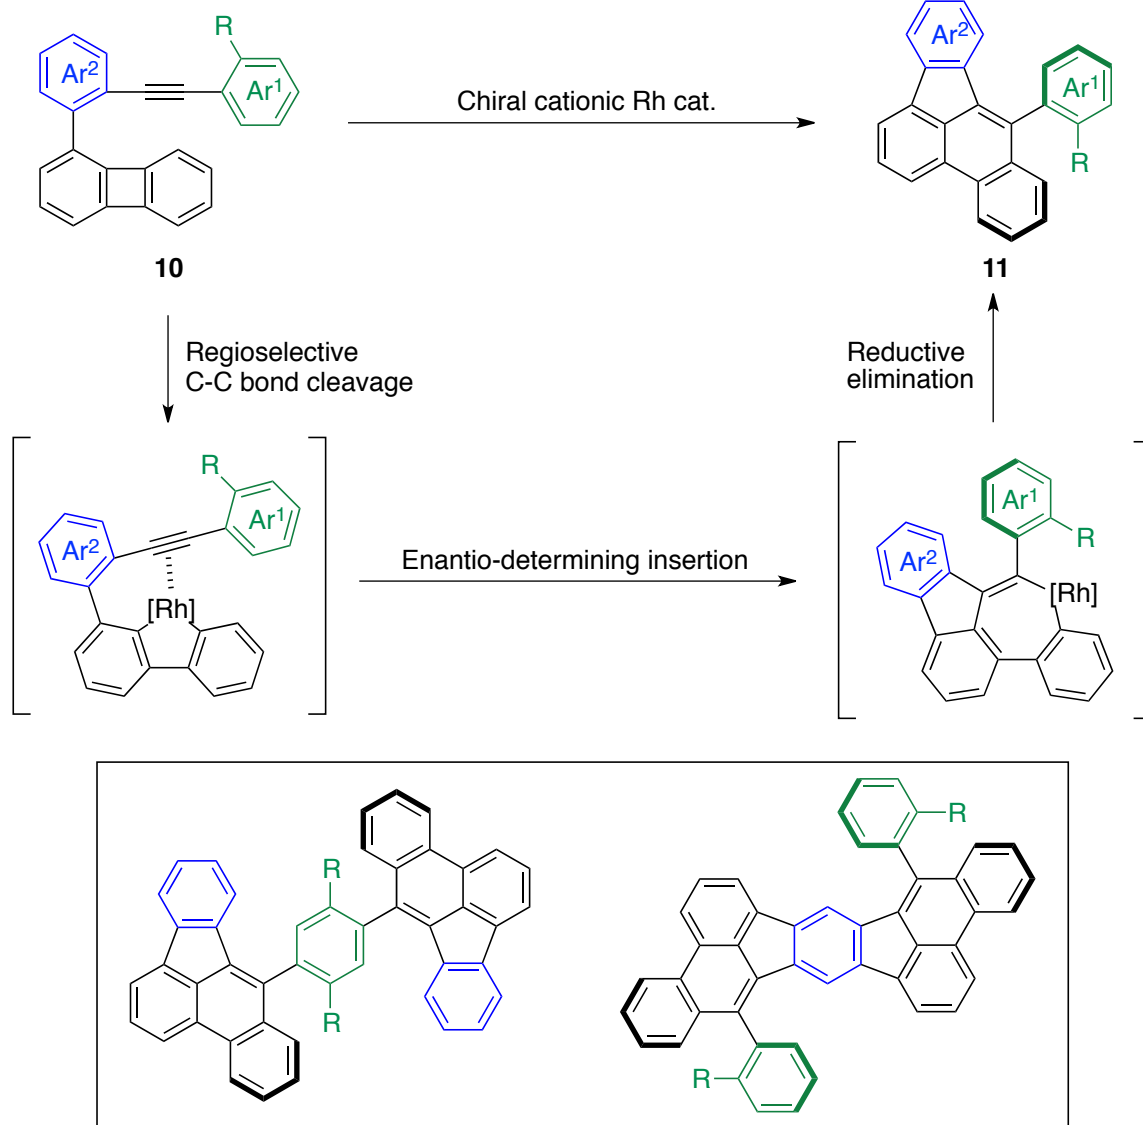 R
Ar²
Ar¹
Chiral cationic Rh cat.
Ar²
Ar¹
R
10
11
Regioselective
C-C bond cleavage
Reductive
elimination
R
Ar²
Ar¹
[Rh]
Enantio-determining insertion
Ar¹
R
Ar²
[Rh]
R
R
R
R